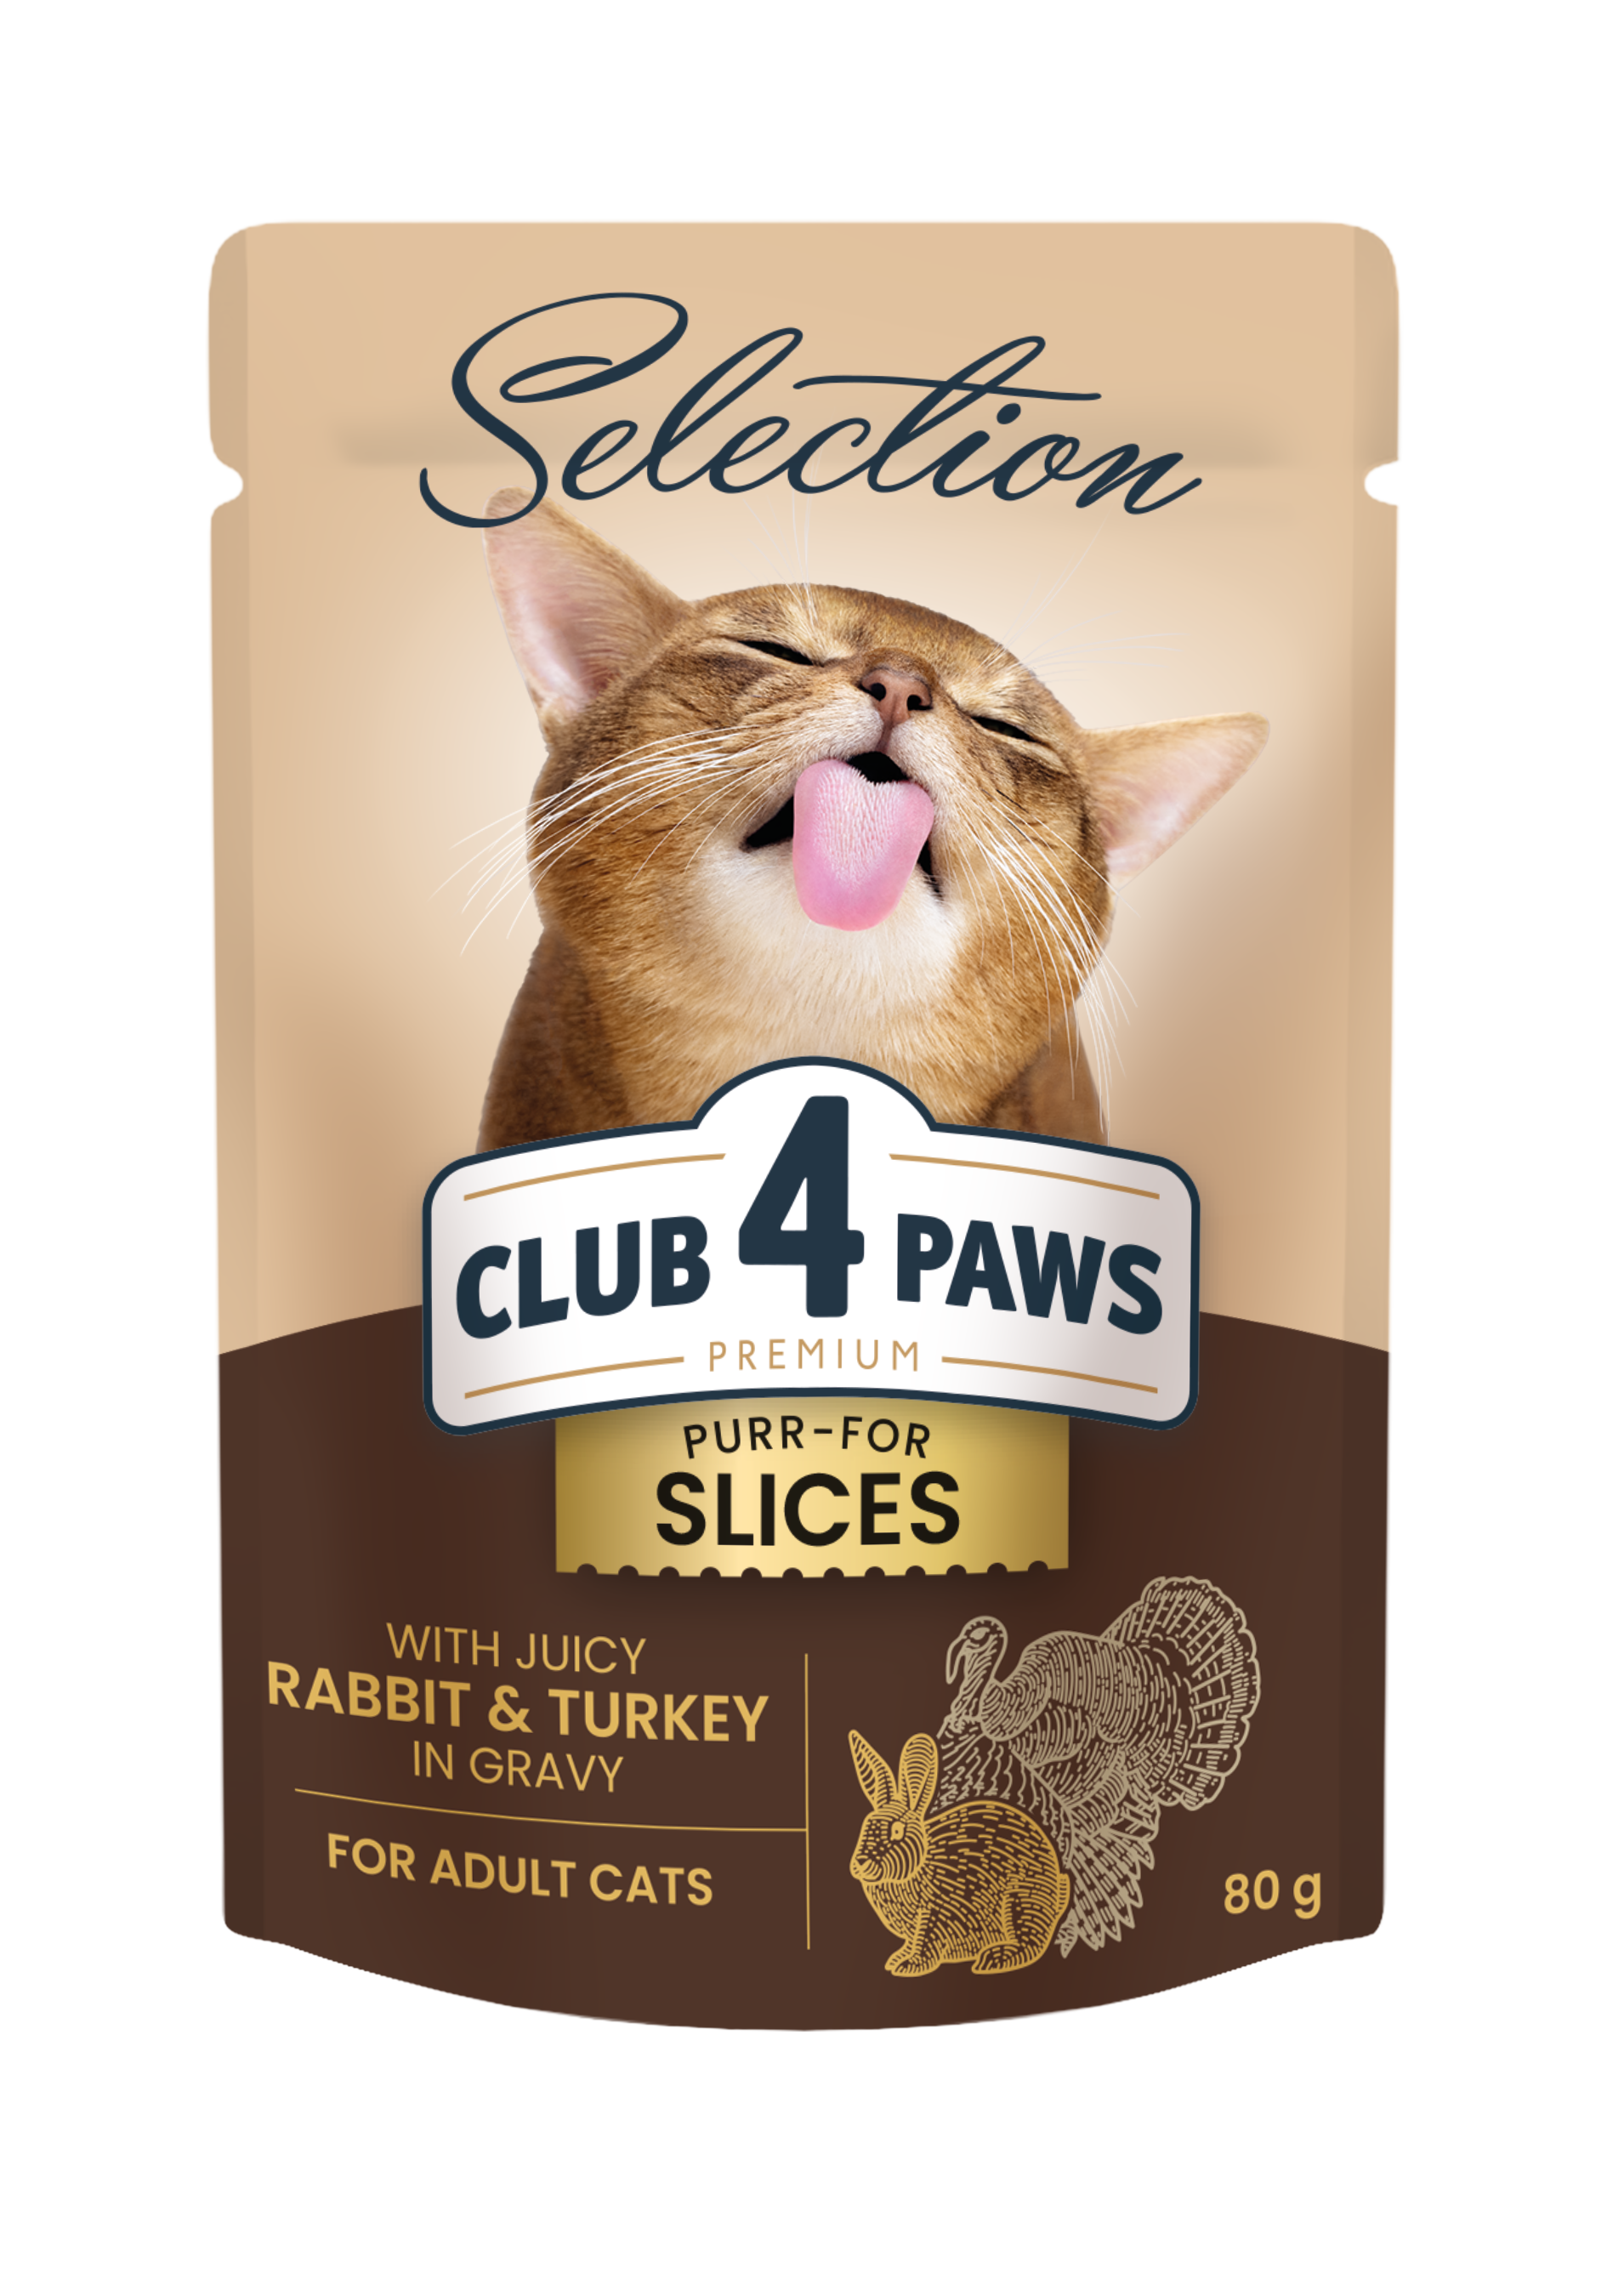 Selection
CLUB 4 PAWS
PREMIUM
PURR-FOR
SLICES
WITH JUICY
RABBIT & TURKEY
IN GRAVY
FOR ADULT CATS
80 g